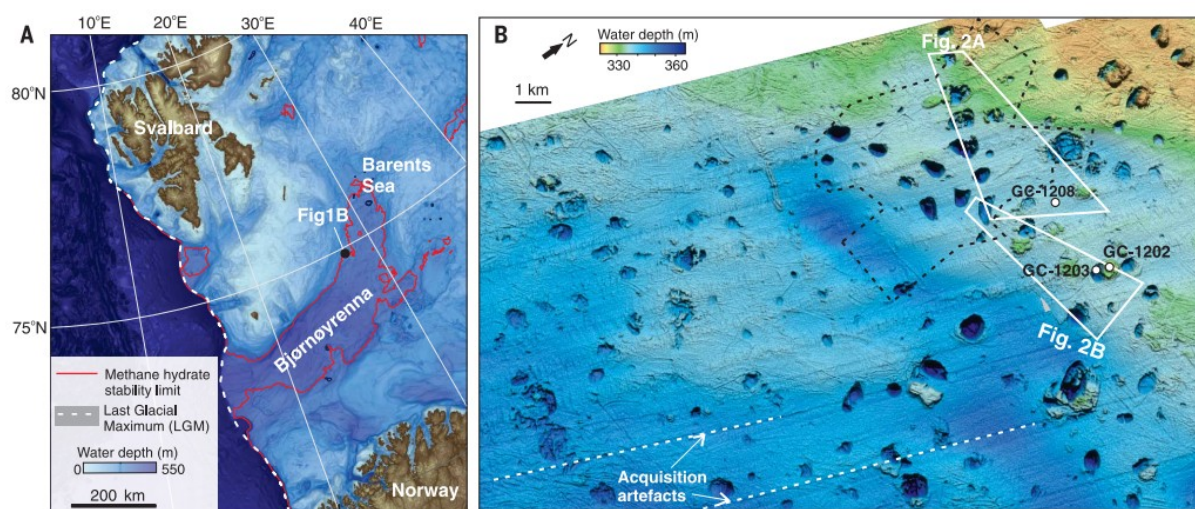 A
10°E
20°E
30°E
40°E
80°N
75°N
Svalbard
Barents
Sea
Fig1B
Bjørnøyrenna
Norway
Methane hydrate
stability limit
Last Glacial
Maximum (LGM)
Water depth (m)
0
550
200 km
B
N
Water depth (m)
330
360
1 km
Fig. 2A
GC-1208
GC-1202
GC-1203
Fig. 2B
Acquisition
artefacts